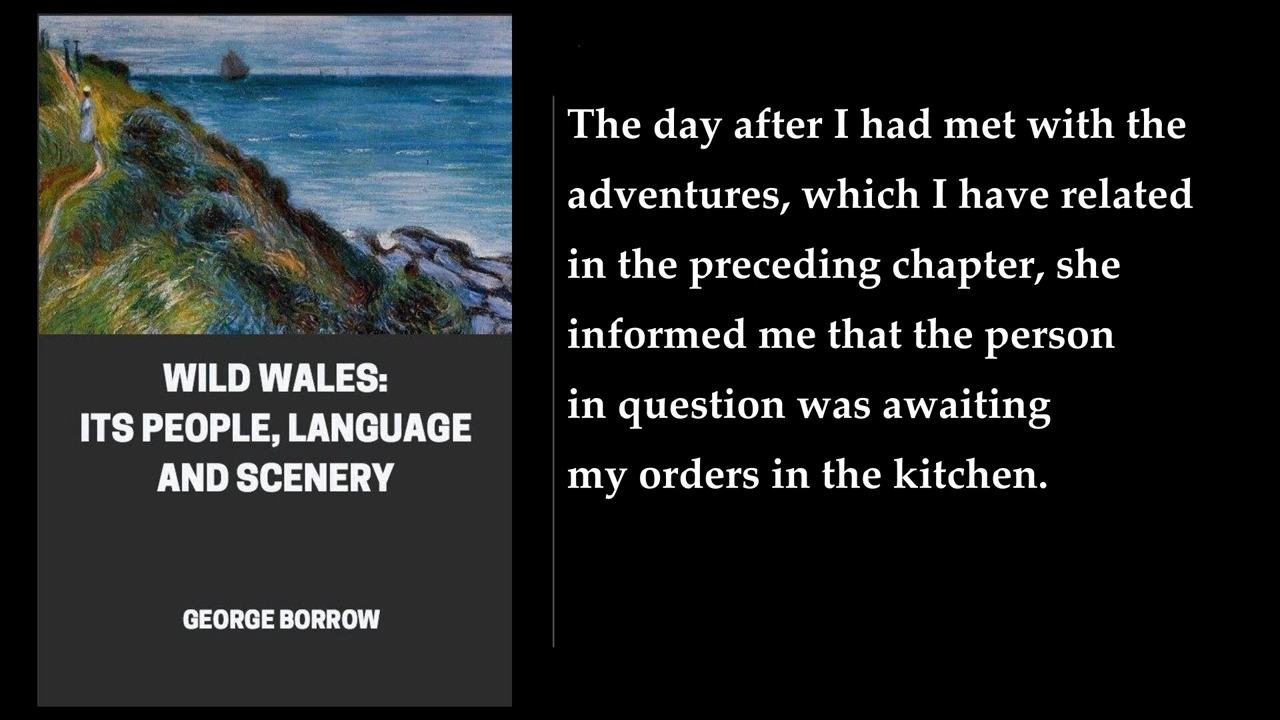 WILD WALES:
ITS PEOPLE, LANGUAGE
AND SCENERY
GEORGE BORROW
The day after I had met with the
adventures, which I have related
in the preceding chapter, she
informed me that the person
in question was awaiting
my orders in the kitchen.